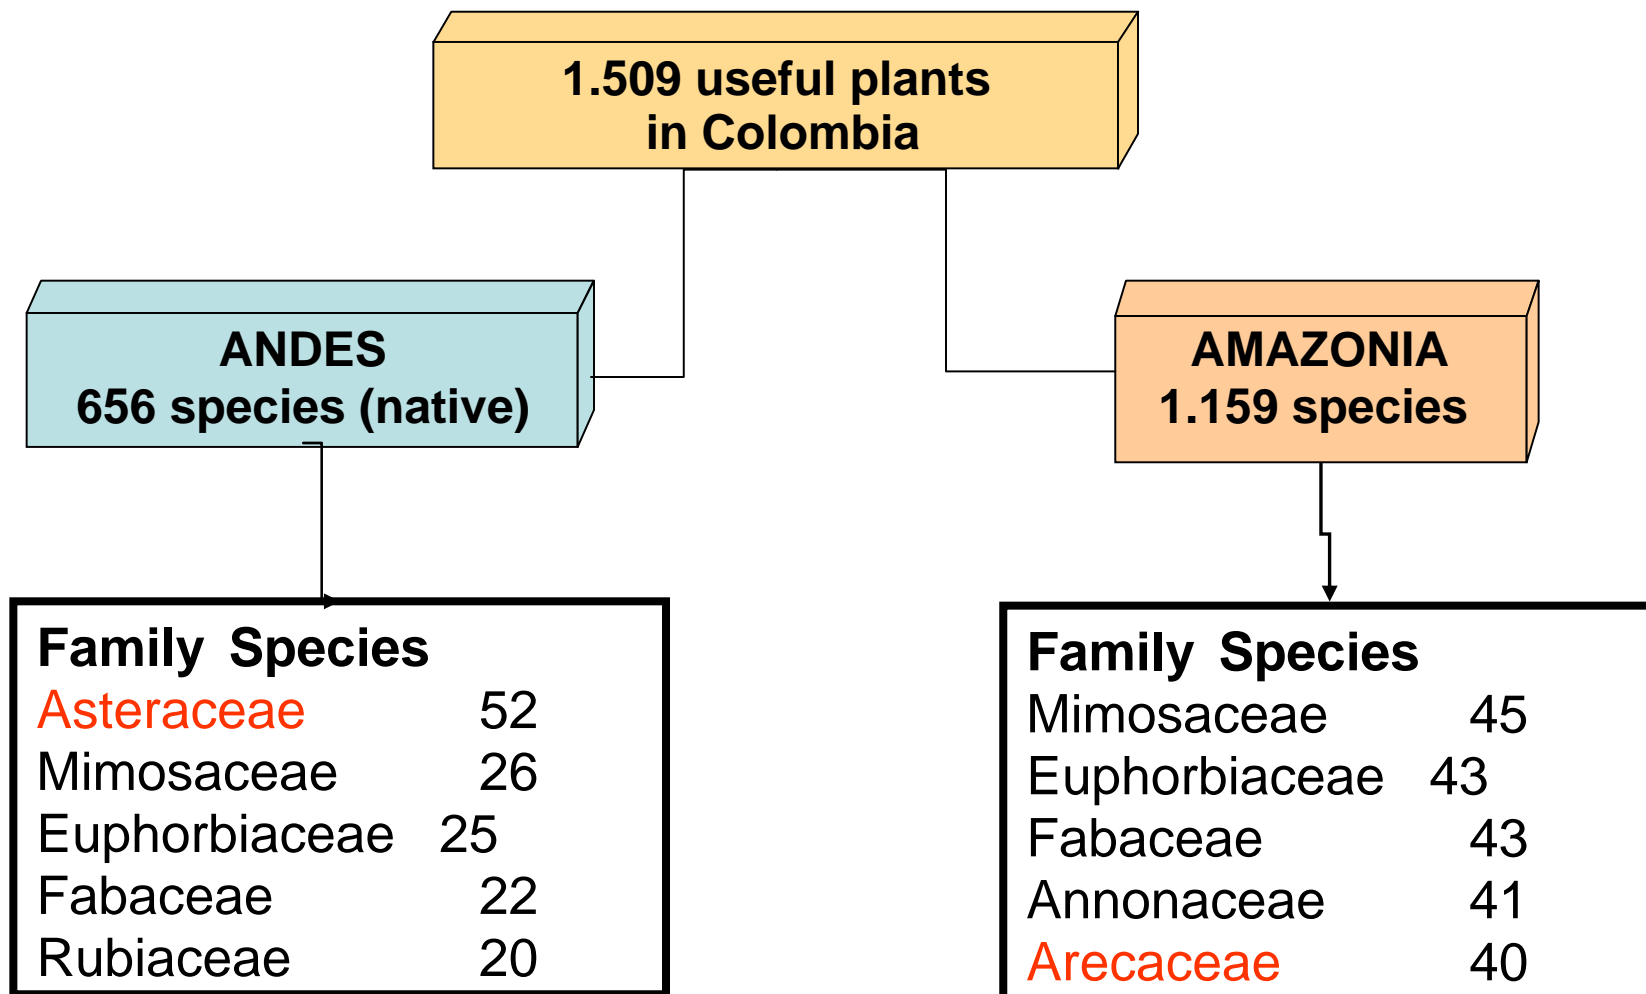 1.509 useful plants
in Colombia
ANDES
656 species (native)
AMAZONIA
1.159 species
Family Species
Asteraceae 52
Mimosaceae 26
Euphorbiaceae 25
Fabaceae 22
Rubiaceae 20
Family Species
Mimosaceae 45
Euphorbiaceae 43
Fabaceae 43
Annonaceae 41
Arecaceae 40